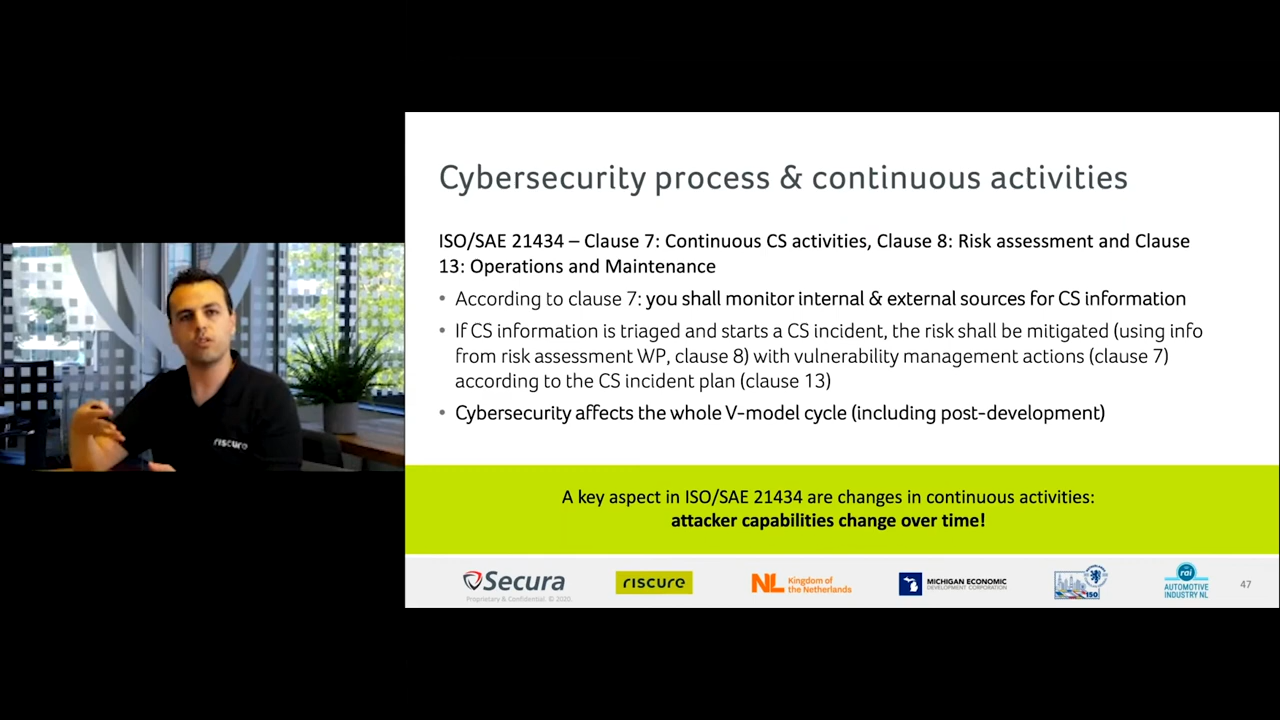 Cybersecurity process & continuous activities
ISO/SAE 21434 – Clause 7: Continuous CS activities, Clause 8: Risk assessment and Clause
13: Operations and Maintenance
• According to clause 7: you shall monitor internal & external sources for CS information
• If CS information is triaged and starts a CS incident, the risk shall be mitigated (using info
from risk assessment WP, clause 8) with vulnerability management actions (clause 7)
according to the CS incident plan (clause 13)
• Cybersecurity affects the whole V-model cycle (including post-development)
riscure
A key aspect in ISO/SAE 21434 are changes in continuous activities:
attacker capabilities change over time!
Secura
Proprietary & Confidential. © 2020.
riscure
NL Kingdom of
the Netherlands
MICHIGAN ECONOMIC
DEVELOPMENT CORPORATION
ISO
rai
AUTOMOTIVE
INDUSTRY NL
47